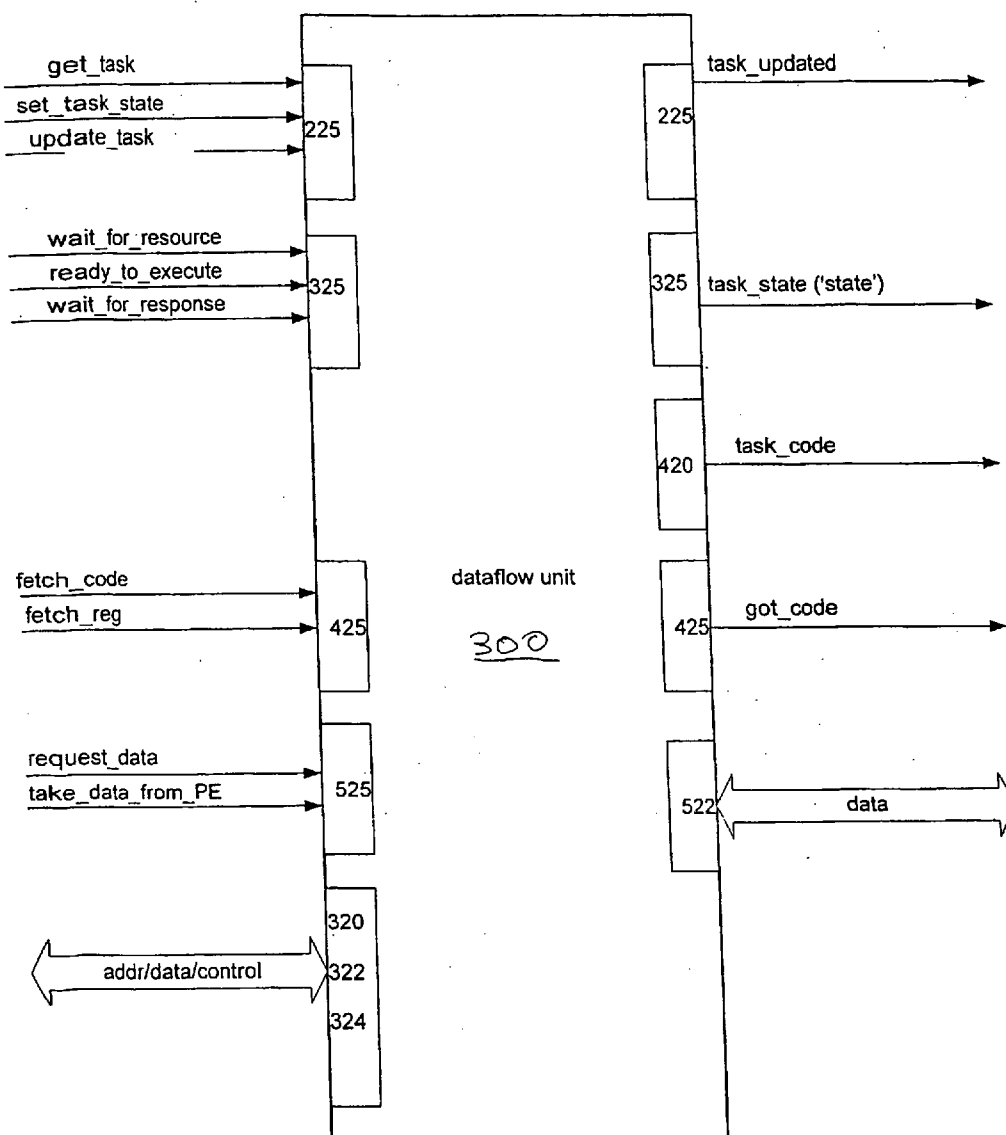 get_task
set_task_state
update_task
225
225
task_updated
wait_for_resource
ready_to_execute
wait_for_response
325
325
task_state ('state')
420
task_code
fetch_code
fetch_reg
425
dataflow unit
300
425
got_code
request_data
take_data_from_PE
525
522
data
320
addr/data/control
322
324